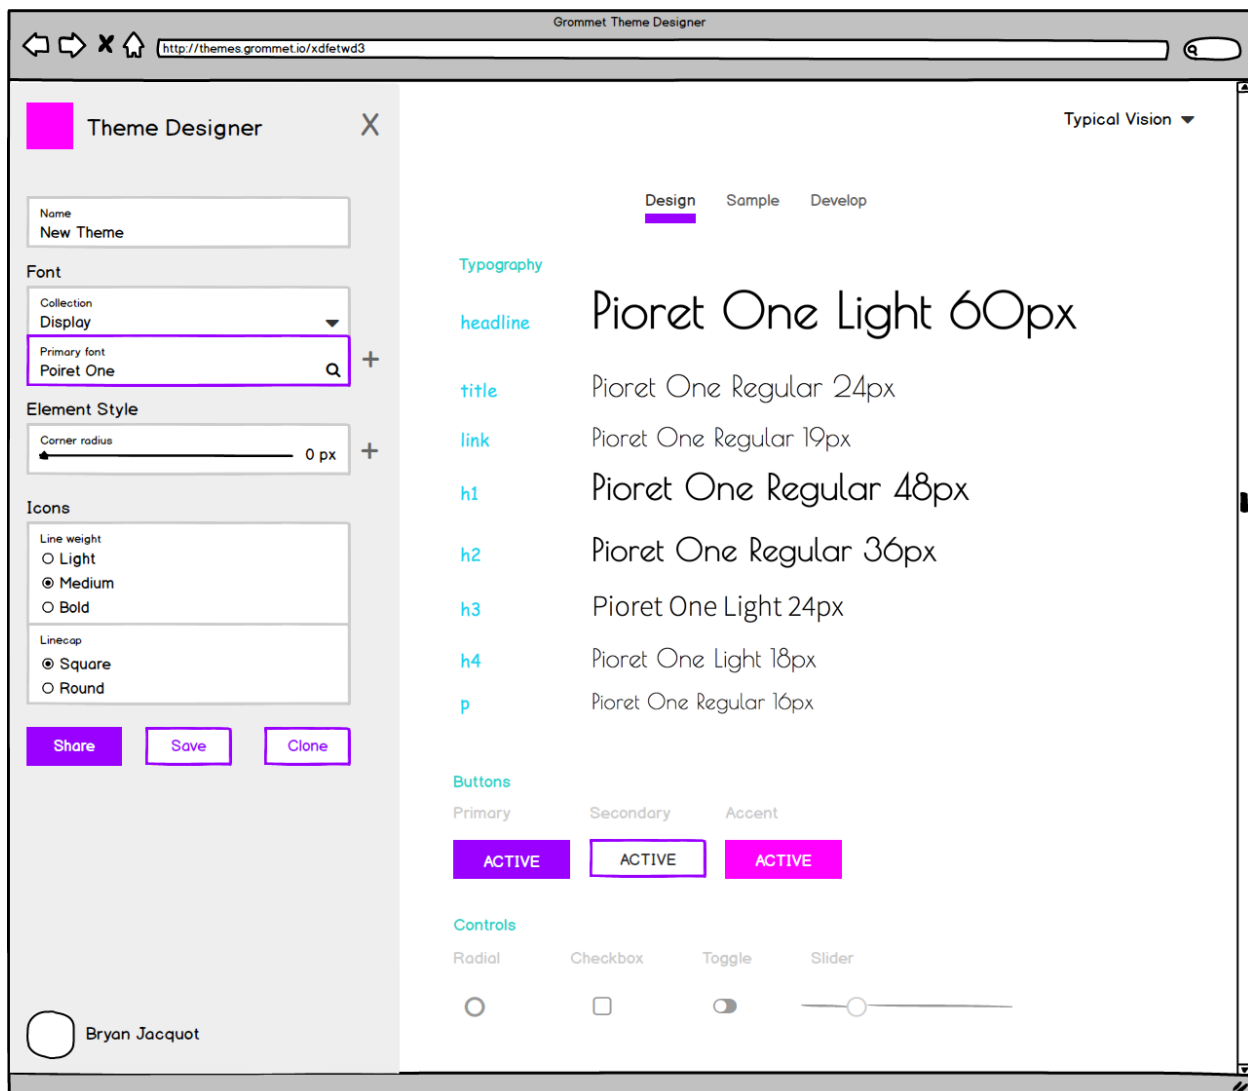 Grommet Theme Designer
http://themes.grommet.io/xdfetwd3
Theme Designer
X
Name
New Theme
Font
Collection
Display
Primary font
Poiret One
+
Element Style
Corner radius
0 px
+
Icons
Line weight
Light
Medium
Bold
Linecap
Square
Round
Share Save Clone
Bryan Jacquot
Typical Vision
Design Sample Develop
Typography
headline Pioret One Light 60px
title Pioret One Regular 24px
link Pioret One Regular 19px
h1 Pioret One Regular 48px
h2 Pioret One Regular 36px
h3 Pioret One Light 24px
h4 Pioret One Light 18px
p Pioret One Regular 16px
Buttons
Primary Secondary Accent
ACTIVE ACTIVE ACTIVE
Controls
Radial Checkbox Toggle Slider